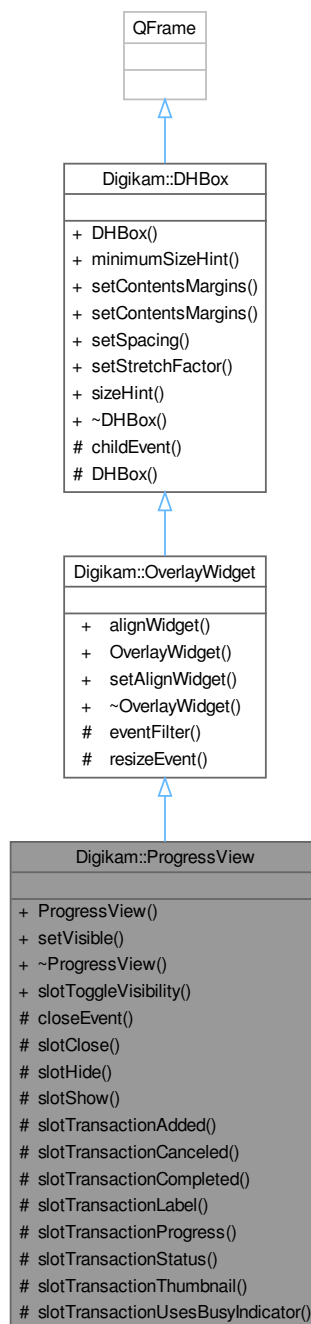 QFrame
Digikam::DHBox
+ DHBox()
+ minimumSizeHint()
+ setContentsMargins()
+ setContentsMargins()
+ setSpacing()
+ setStretchFactor()
+ sizeHint()
+ ~DHBox()
# childEvent()
# DHBox()
Digikam::OverlayWidget
+ alignWidget()
+ OverlayWidget()
+ setAlignWidget()
+ ~OverlayWidget()
# eventFilter()
# resizeEvent()
Digikam::ProgressView
+ ProgressView()
+ setVisible()
+ ~ProgressView()
+ slotToggleVisibility()
# closeEvent()
# slotClose()
# slotHide()
# slotShow()
# slotTransactionAdded()
# slotTransactionCanceled()
# slotTransactionCompleted()
# slotTransactionLabel()
# slotTransactionProgress()
# slotTransactionStatus()
# slotTransactionThumbnail()
# slotTransactionUsesBusyIndicator()